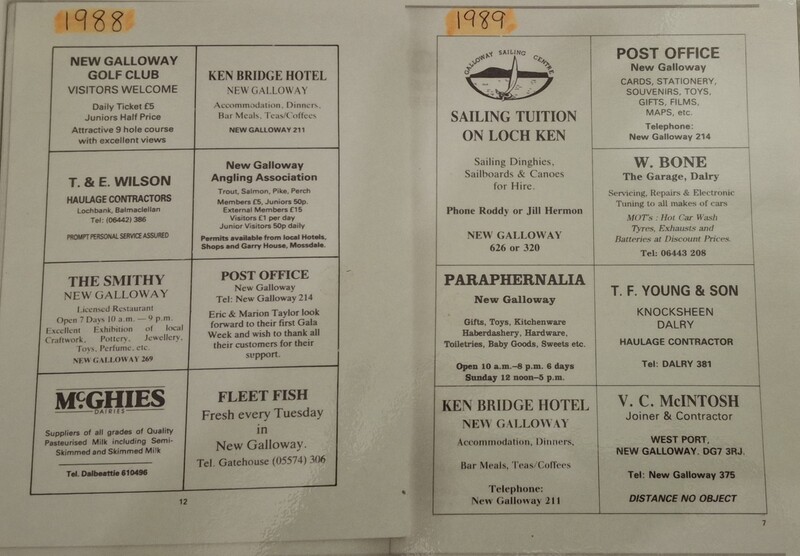 1988
NEW GALLOWAY
GOLF CLUB
VISITORS WELCOME
Daily Ticket £5
Juniors Half Price
Attractive 9 hole course
with excellent views
KEN BRIDGE HOTEL
NEW GALLOWAY
Accommodation, Dinners,
Bar Meals, Teas/Coffees
NEW GALLOWAY 211
T. & E. WILSON
HAULAGE CONTRACTORS
Lochbank, Balmaclellan
Tel: (06442) 386
PROMPT PERSONAL SERVICE ASSURED
New Galloway
Angling Association
Trout, Salmon, Pike, Perch
Members £5, Juniors 50p.
External Members £15
Visitors £1 per day
Junior Visitors 50p daily
Permits available from local Hotels,
Shops and Garry House, Mossdale.
THE SMITHY
NEW GALLOWAY
Licensed Restaurant
Open 7 Days 10 a.m. — 9 p.m.
Excellent Exhibition of local
Craftwork, Pottery, Jewellery,
Toys, Perfume, etc.
NEW GALLOWAY 269
POST OFFICE
New Galloway
Tel: New Galloway 214
Eric & Marion Taylor look
forward to their first Gala
Week and wish to thank all
their customers for their
support.
McGHIES
DAIRIES
Suppliers of all grades of Quality
Pasteurised Milk including Semi-
Skimmed and Skimmed Milk
Tel. Dalbeattie 610496
FLEET FISH
Fresh every Tuesday
in
New Galloway.
Tel. Gatehouse (05574) 306
12
1989
GALLOWAY SAILING CENTRE
SAILING TUITION
ON LOCH KEN
Sailing Dinghies,
Sailboards & Canoes
for Hire.
Phone Roddy or Jill Hermon
NEW GALLOWAY
626 or 320
POST OFFICE
New Galloway
CARDS, STATIONERY,
SOUVENIRS, TOYS,
GIFTS, FILMS,
MAPS, etc.
Telephone:
New Galloway 214
W. BONE
The Garage, Dalry
Servicing, Repairs & Electronic
Tuning to all makes of cars
MOT's : Hot Car Wash
Tyres, Exhausts and
Batteries at Discount Prices.
Tel: 06443 208
PARAPHERNALIA
New Galloway
Gifts, Toys, Kitchenware
Haberdashery, Hardware,
Toiletries, Baby Goods, Sweets etc.
Open 10 a.m.–8 p.m. 6 days
Sunday 12 noon–5 p.m.
T. F. YOUNG & SON
KNOCKSHEEN
DALRY
HAULAGE CONTRACTOR
Tel: DALRY 381
KEN BRIDGE HOTEL
NEW GALLOWAY
Accommodation, Dinners,
Bar Meals, Teas/Coffees
Telephone:
New Galloway 211
V. C. McINTOSH
Joiner & Contractor
WEST PORT,
NEW GALLOWAY. DG7 3RJ.
Tel: New Galloway 375
DISTANCE NO OBJECT
7